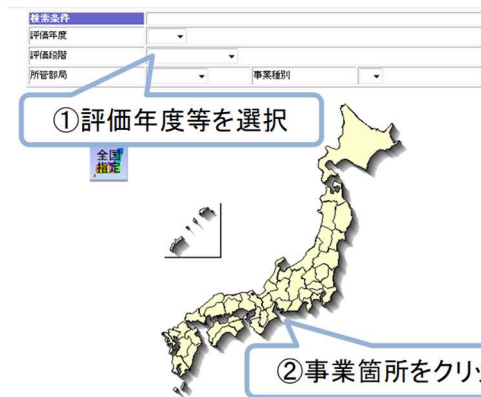 検索条件
評価年度
評価段階
所管部局 事業種別
①評価年度等を選択
全国
指定
②事業箇所をクリッ